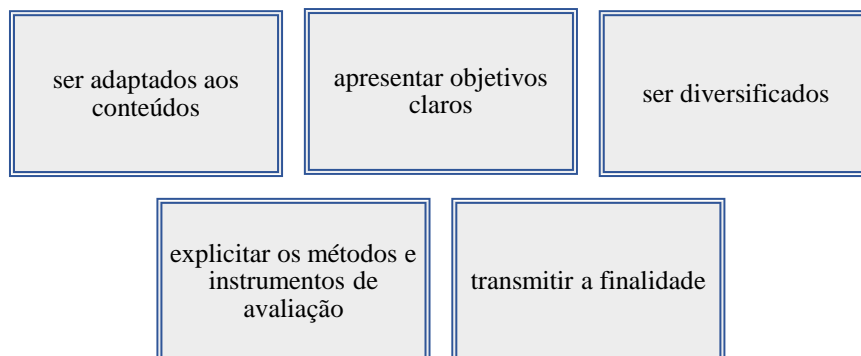 ser adaptados aos
conteúdos
apresentar objetivos
claros
ser diversificados
explicitar os métodos e
instrumentos de
avaliação
transmitir a finalidade